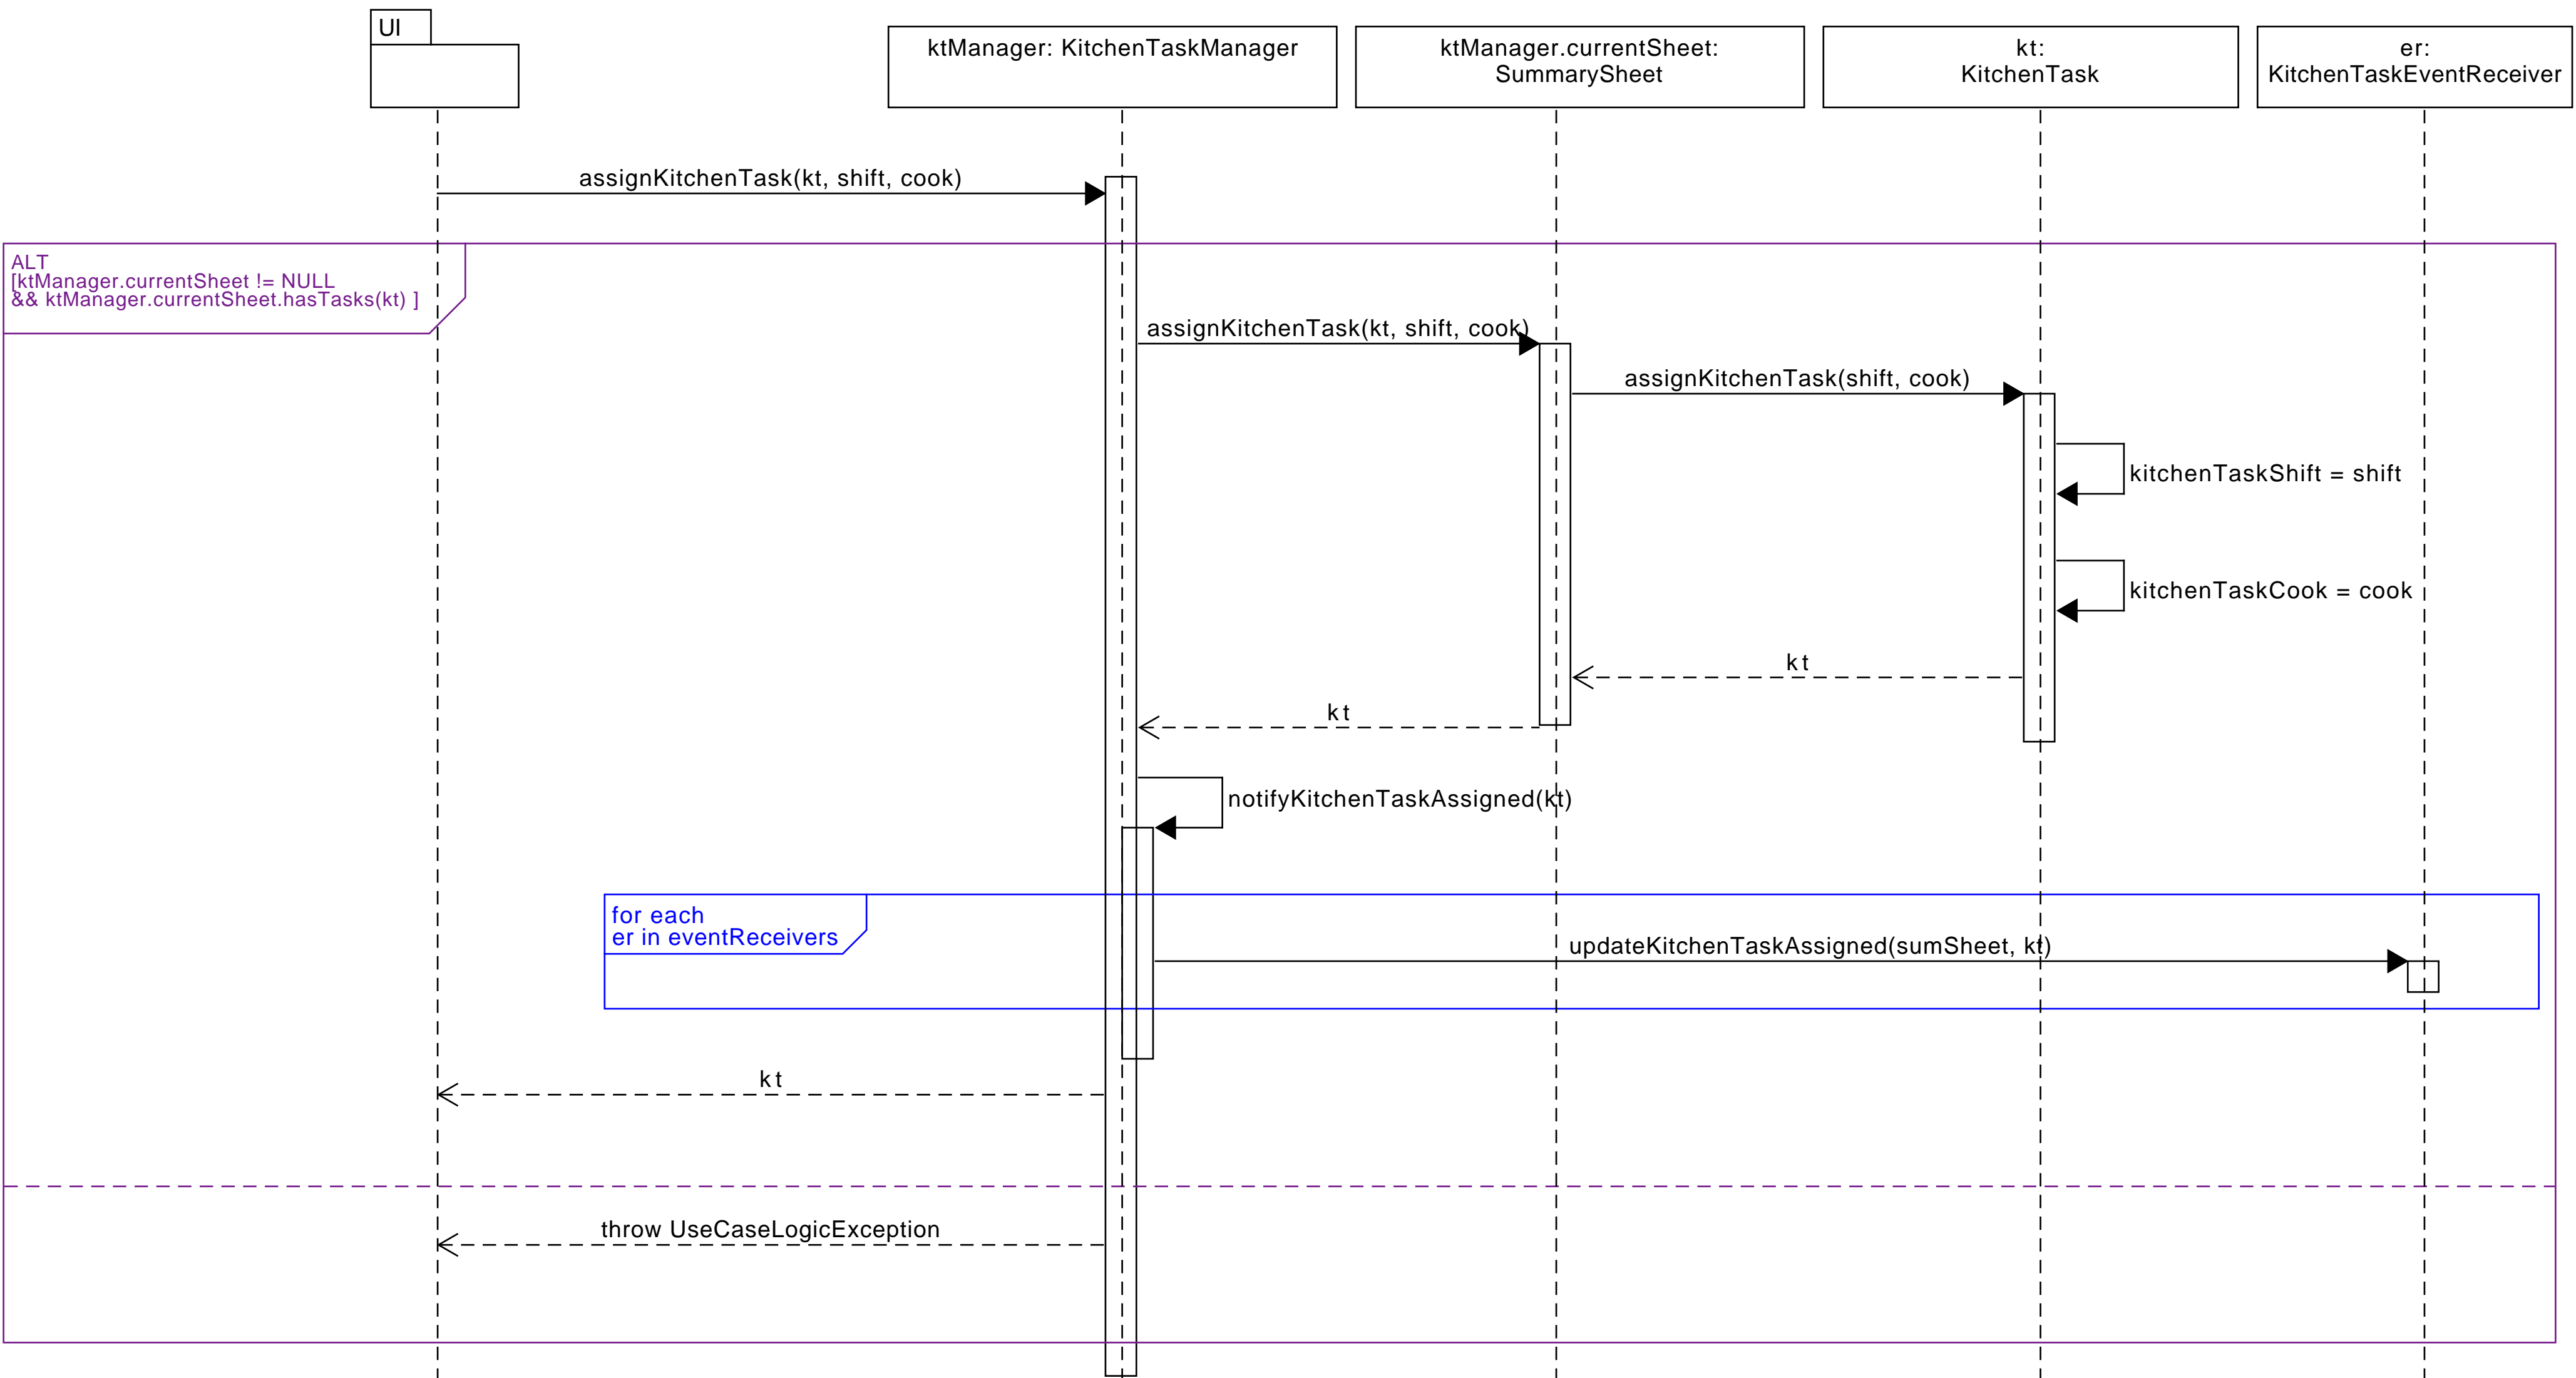 UI
ktManager: KitchenTaskManager
ktManager.currentSheet:
SummarySheet
kt:
KitchenTask
er:
KitchenTaskEventReceiver
assignKitchenTask(kt, shift, cook)
ALT
[ktManager.currentSheet != NULL
&& ktManager.currentSheet.hasTasks(kt) ]
assignKitchenTask(kt, shift, cook)
assignKitchenTask(shift, cook)
kitchenTaskShift = shift
kitchenTaskCook = cook
kt
kt
notifyKitchenTaskAssigned(kt)
for each
er in eventReceivers
updateKitchenTaskAssigned(sumSheet, kt)
kt
throw UseCaseLogicException